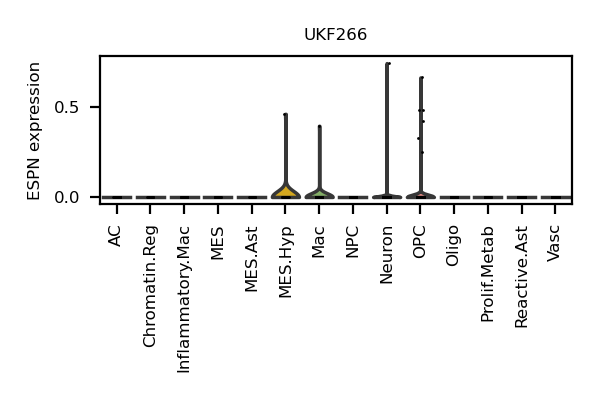 UKF266
ESPN expression
0.5
0.0
AC
Chromatin.Reg
Inflammatory.Mac
MES
MES.Ast
MES.Hyp
Mac
NPC
Neuron
OPC
Oligo
Prolif.Metab
Reactive.Ast
Vasc